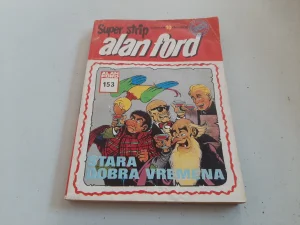 Super strip
alan ford
153
STARA
DOBRA VREMENA